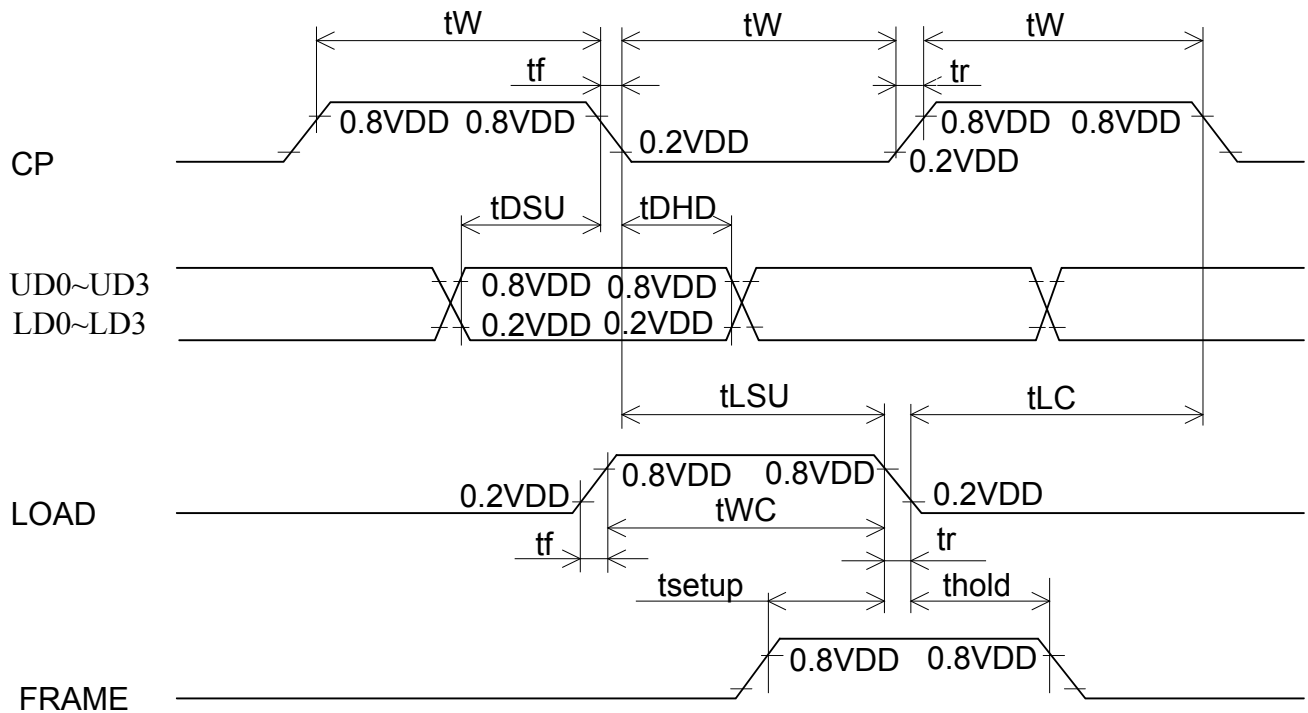 tW tW tW
tf tr
0.8VDD 0.8VDD 0.2VDD 0.8VDD 0.8VDD
CP 0.2VDD
tDSU tDHD
UD0~UD3 0.8VDD 0.8VDD
LD0~LD3 0.2VDD 0.2VDD
tLSU tLC
0.2VDD 0.8VDD 0.8VDD 0.2VDD
LOAD tWC
tf tr
tsetup thold
0.8VDD 0.8VDD
FRAME